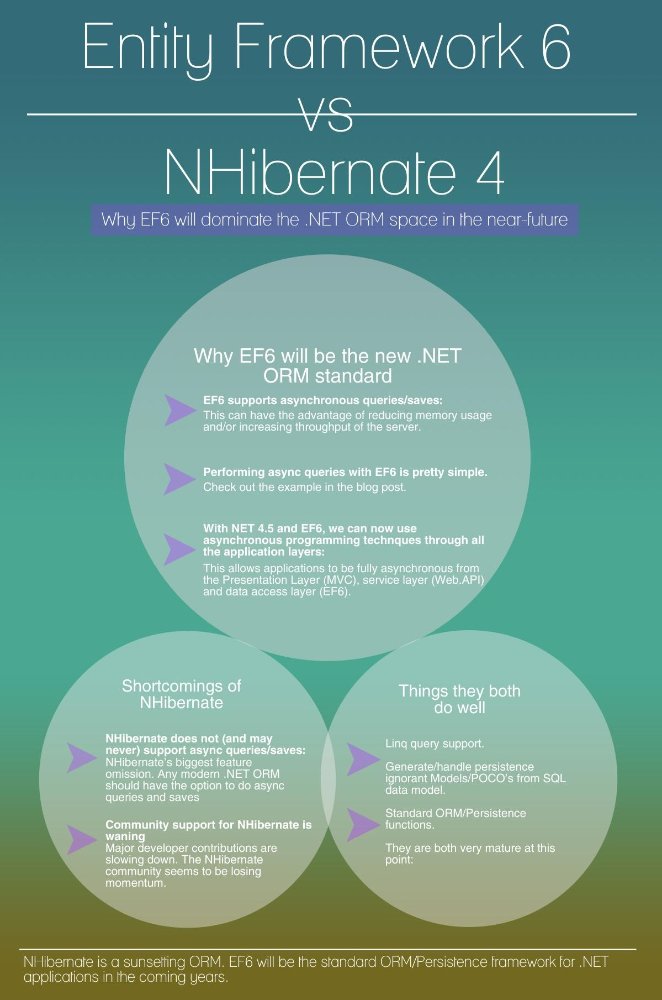 Entity Framework 6
vs
NHibernate 4
Why EF6 will dominate the .NET ORM space in the near-future
Why EF6 will be the new .NET
ORM standard
EF6 supports asynchronous queries/saves:
This can have the advantage of reducing memory usage
and/or increasing throughput of the server.
Performing async queries with EF6 is pretty simple.
Check out the example in the blog post.
With NET 4.5 and EF6, we can now use
asynchronous programming technques through all
the application layers:
This allows applications to be fully asynchronous from
the Presentation Layer (MVC), service layer (Web.API)
and data access layer (EF6).
Shortcomings of
NHibernate
NHibernate does not (and may
never) support async queries/saves:
NHibernate's biggest feature
omission. Any modern .NET ORM
should have the option to do async
queries and saves
Community support for NHibernate is
waning
Major developer contributions are
slowing down. The NHibernate
community seems to be losing
momentum.
Things they both
do well
Linq query support.
Generate/handle persistence
ignorant Models/POCO's from SQL
data model.
Standard ORM/Persistence
functions.
They are both very mature at this
point:
NHibernate is a sunsetting ORM. EF6 will be the standard ORM/Persistence framework for .NET
applications in the coming years.